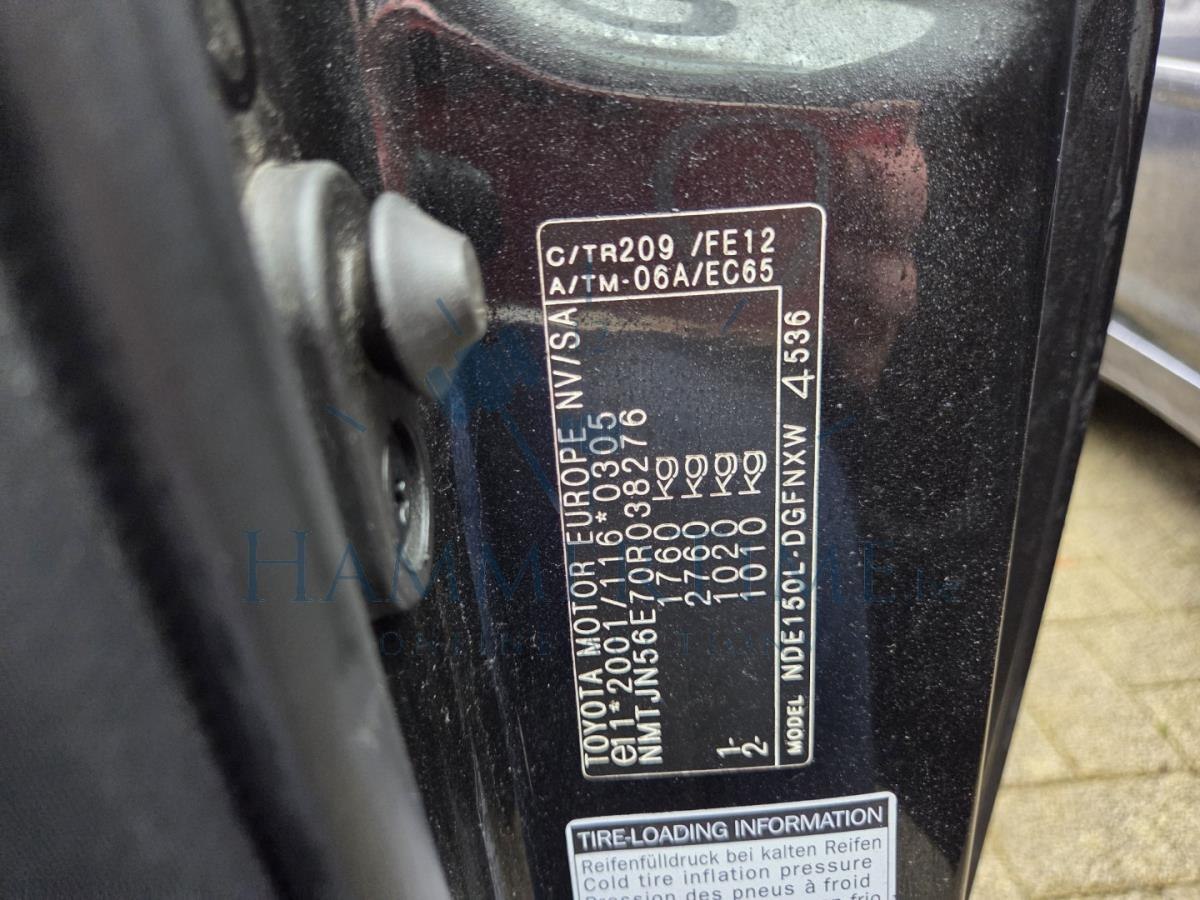 C/TR209 /FE12
A/TM-06A/EC65
TOYOTA MOTOR EUROPE NV/SA
e11*2001/116*0305
NMTJN56E70R038276
1760 kg
2760 kg
1- 1020 kg
2- 1010 kg
MODEL NDE150L-DGFNXW 4536
TIRE-LOADING INFORMATION
Reifenfülldruck bei kalten Reifen
Cold tire inflation pressure
Pression des pneus à froid